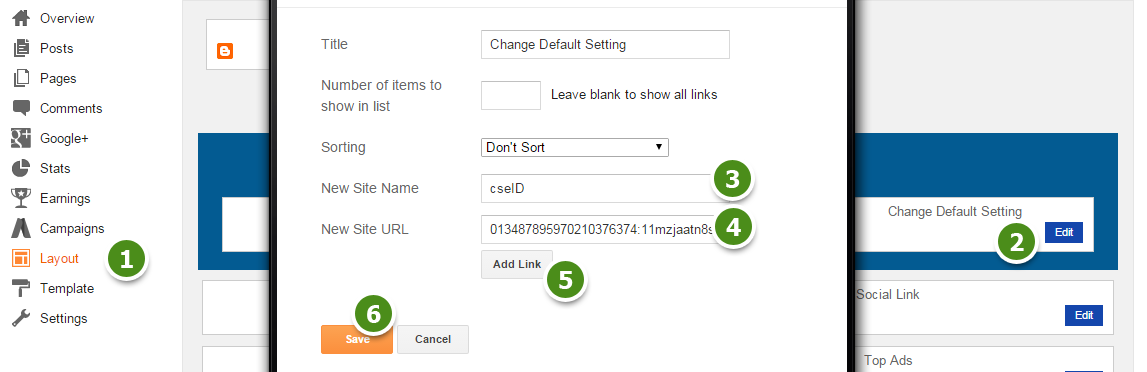 Overview
Posts
Pages
Comments
Google+
Stats
Earnings
Campaigns
Layout 1
Template
Settings
Title Change Default Setting
Number of items to
show in list Leave blank to show all links
Sorting Don't Sort
New Site Name cseID 3
New Site URL 013487895970210376374:11mzjaatn8s 4
Add Link 5
6
Save Cancel
Change Default Setting
2 Edit
Social Link
Edit
Top Ads
Edit